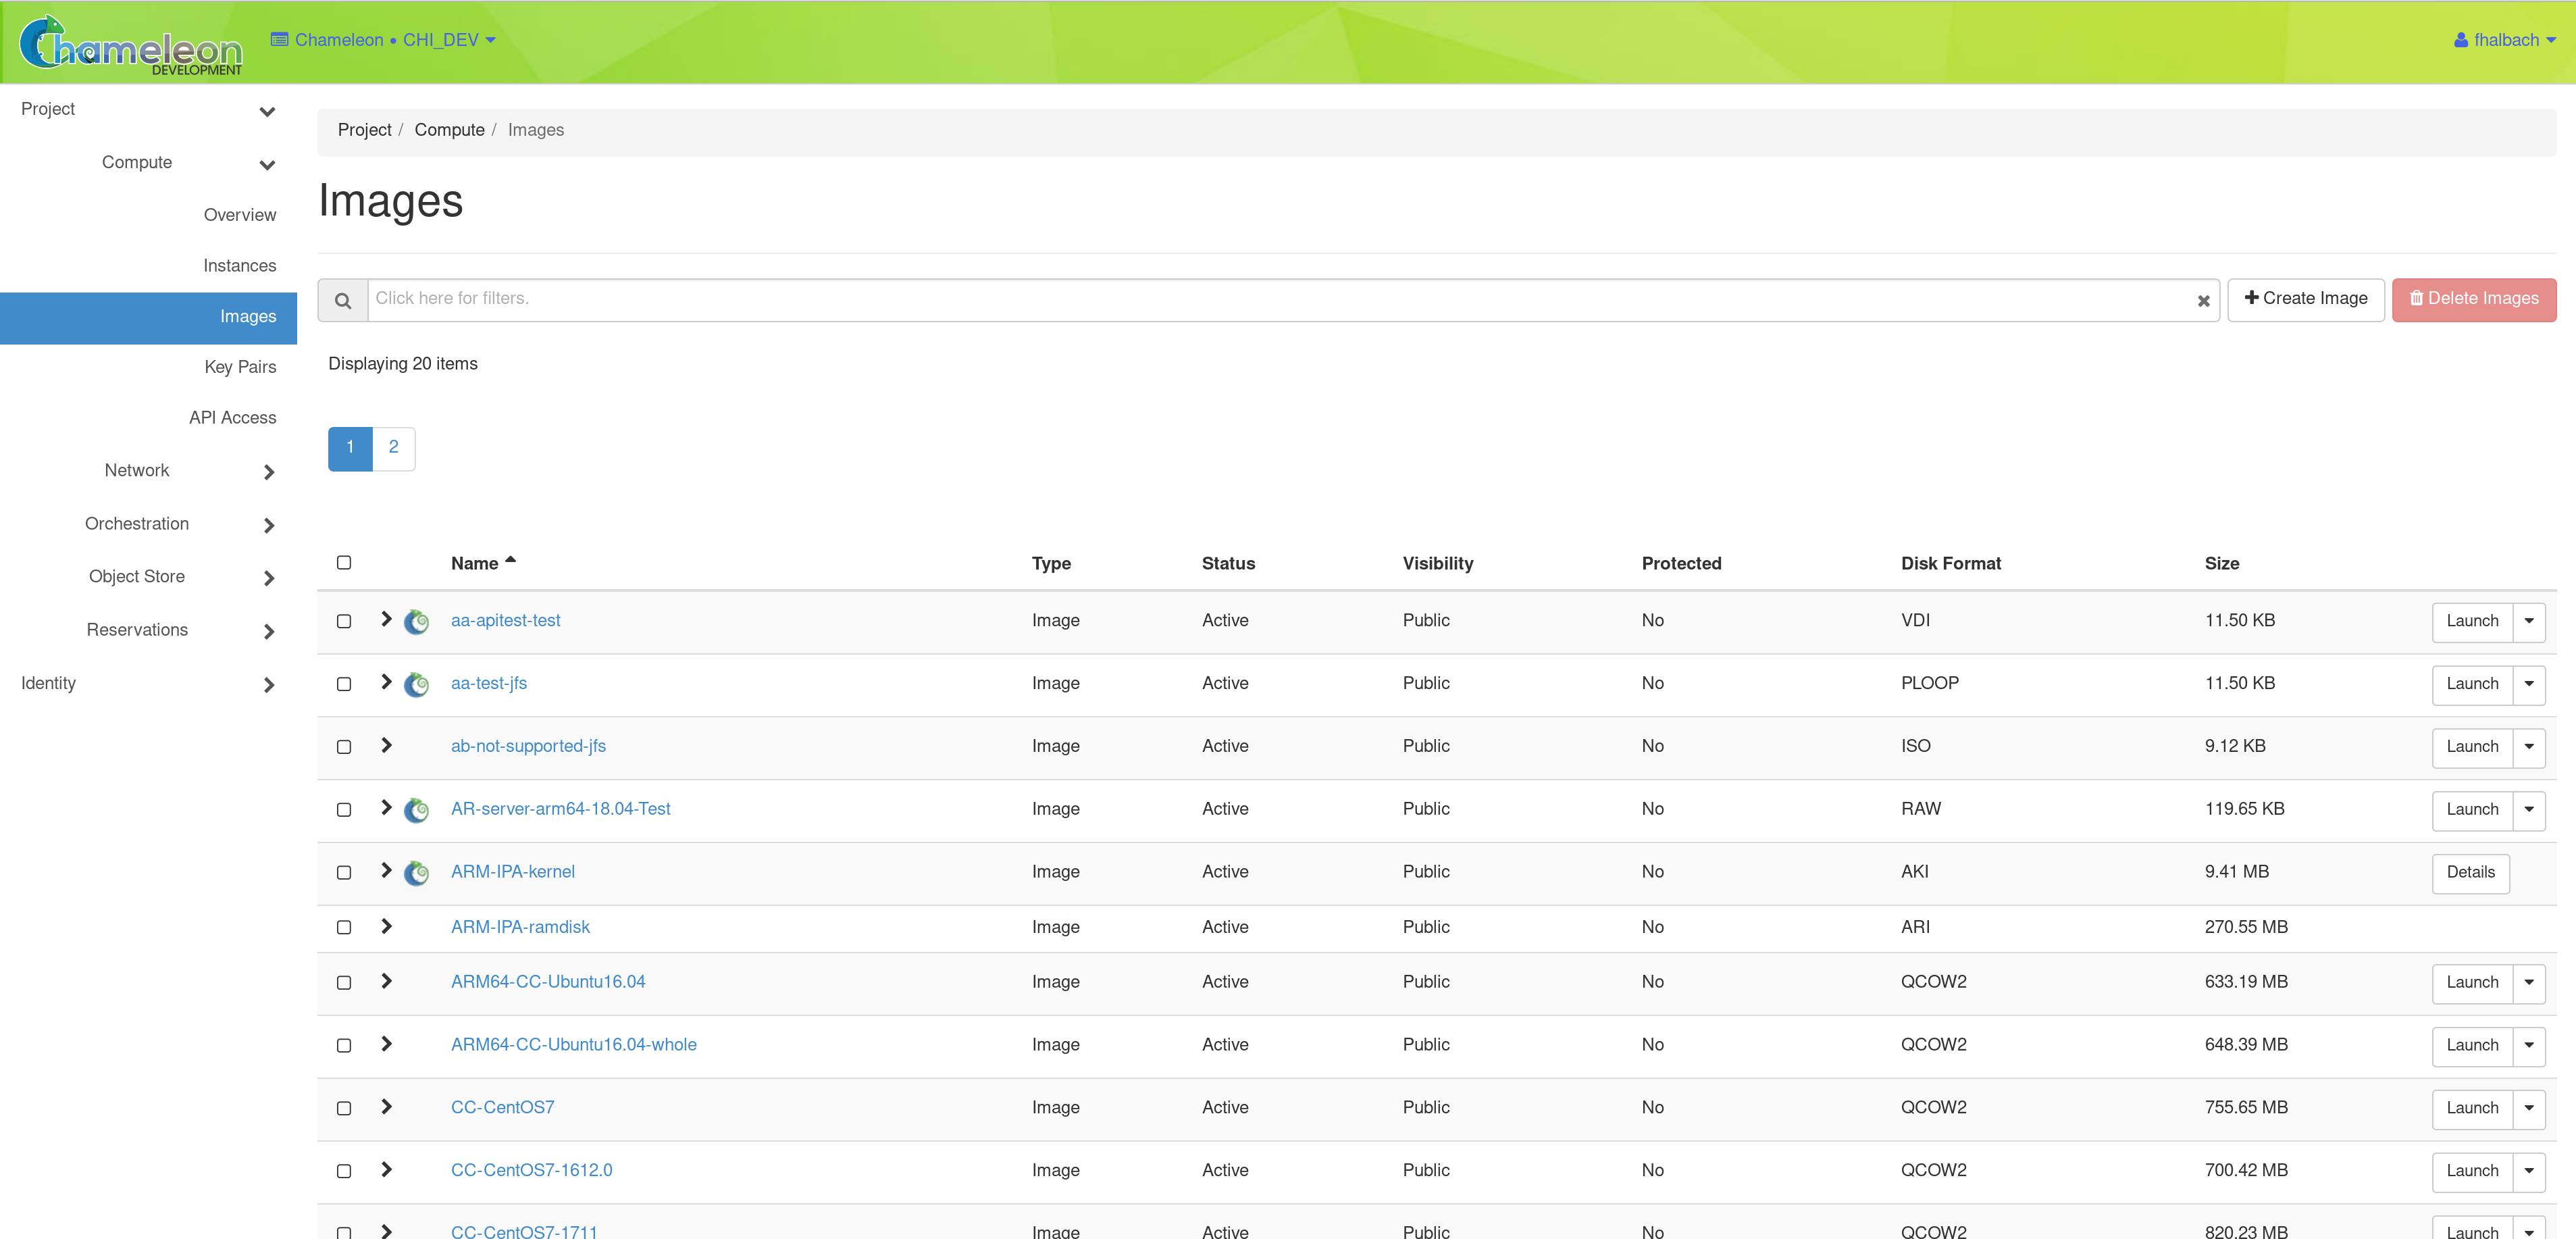 Chameleon
DEVELOPMENT
Chameleon • CHI_DEV
fhalbach
Project
Compute
Overview
Instances
Images
Key Pairs
API Access
Network
Orchestration
Object Store
Reservations
Identity
Project / Compute / Images
Images
Click here for filters.
Create Image
Delete Images
Displaying 20 items
1 2
Name Type Status Visibility Protected Disk Format Size
aa-apitest-test Image Active Public No VDI 11.50 KB Launch
aa-test-jfs Image Active Public No PLOOP 11.50 KB Launch
ab-not-supported-jfs Image Active Public No ISO 9.12 KB Launch
AR-server-arm64-18.04-Test Image Active Public No RAW 119.65 KB Launch
ARM-IPA-kernel Image Active Public No AKI 9.41 MB Details
ARM-IPA-ramdisk Image Active Public No ARI 270.55 MB
ARM64-CC-Ubuntu16.04 Image Active Public No QCOW2 633.19 MB Launch
ARM64-CC-Ubuntu16.04-whole Image Active Public No QCOW2 648.39 MB Launch
CC-CentOS7 Image Active Public No QCOW2 755.65 MB Launch
CC-CentOS7-1612.0 Image Active Public No QCOW2 700.42 MB Launch
CC-CentOS7-1711 Image Active Public No QCOW2 820.23 MB Launch